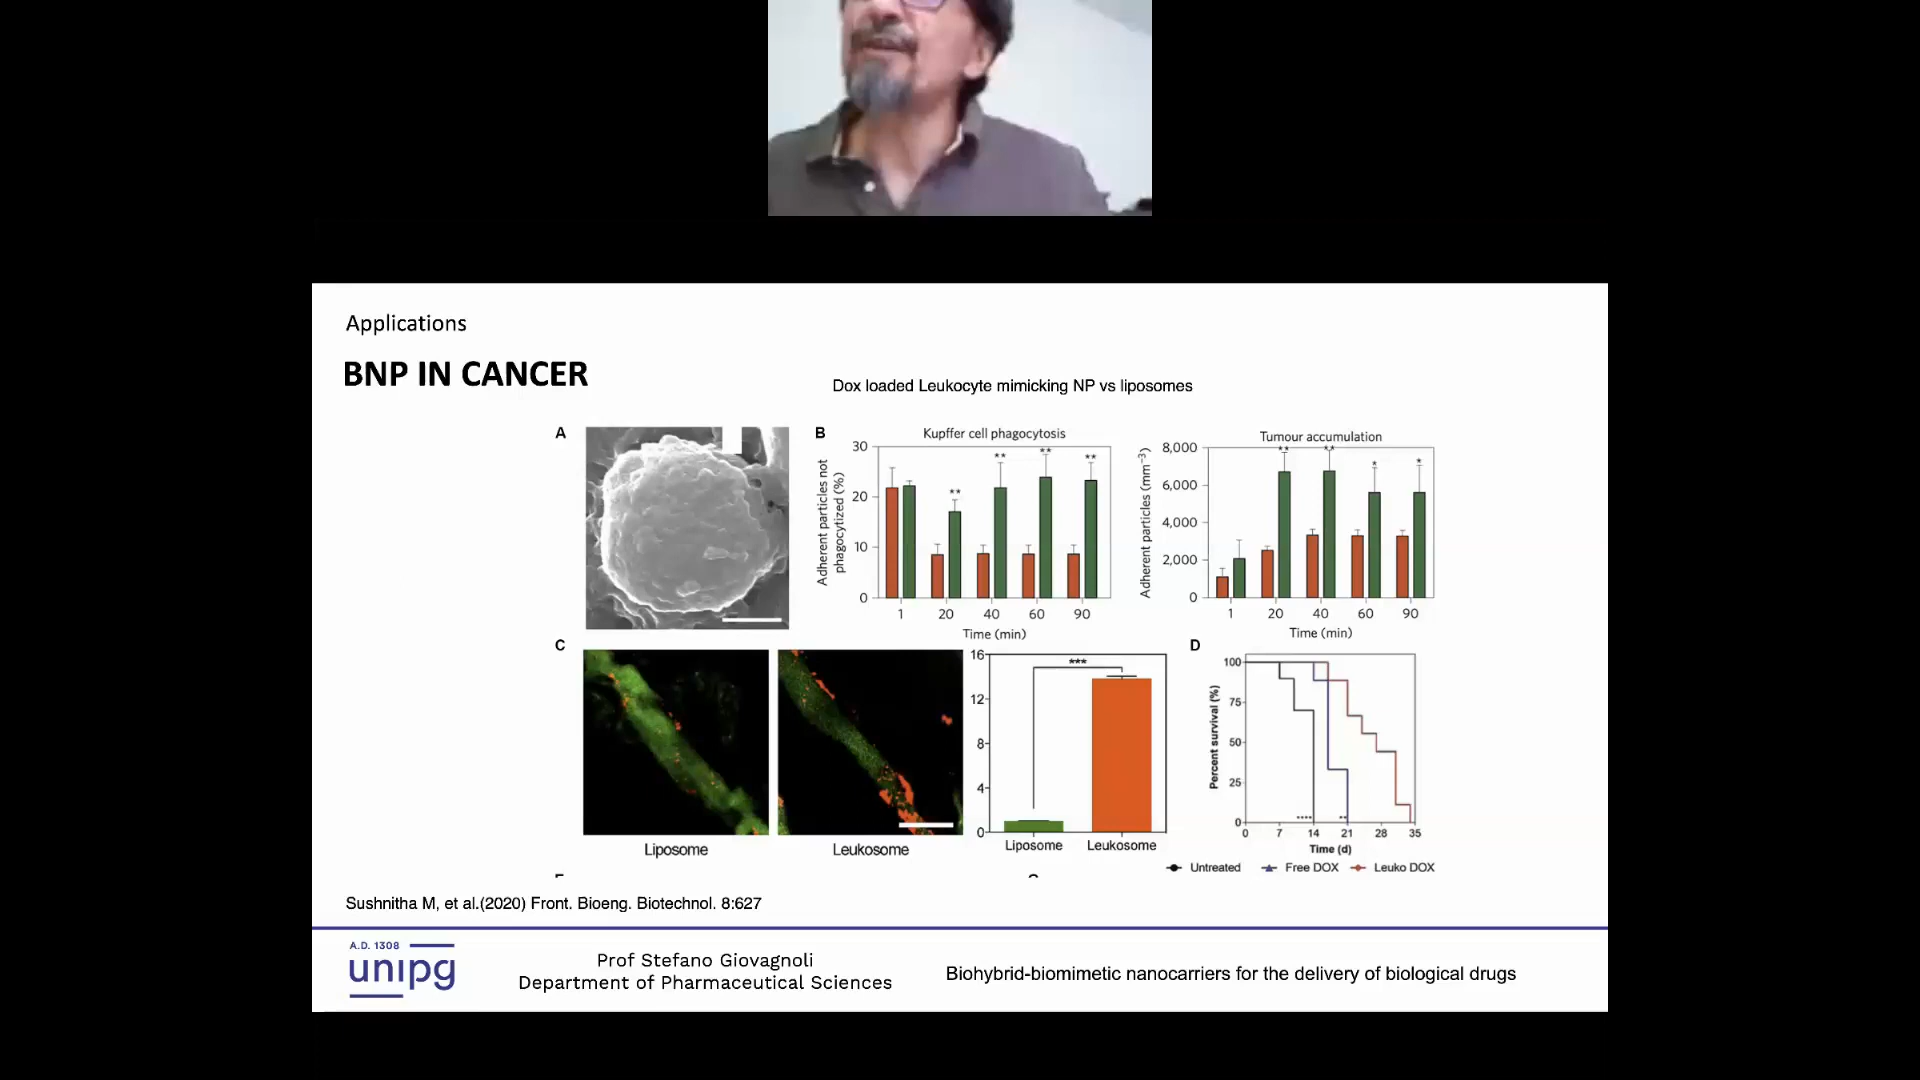 Applications
BNP IN CANCER
Dox loaded Leukocyte mimicking NP vs liposomes
A
B
Kupffer cell phagocytosis
Adherent particles not
phagocytized (%)
30
20
10
0
** ** ** **
1 20 40 60 90
Time (min)
Tumour accumulation
Adherent particles (mm⁻³)
8,000
6,000
4,000
2,000
0
** ** * *
1 20 40 60 90
Time (min)
C
Liposome
Leukosome
16
12
8
4
0
***
Liposome Leukosome
D
Percent survival (%)
100
75
50
25
0
**** **
0 7 14 21 28 35
Time (d)
Untreated Free DOX Leuko DOX
Sushnitha M, et al.(2020) Front. Bioeng. Biotechnol. 8:627
A.D. 1308
unipg
Prof Stefano Giovagnoli
Department of Pharmaceutical Sciences
Biohybrid-biomimetic nanocarriers for the delivery of biological drugs